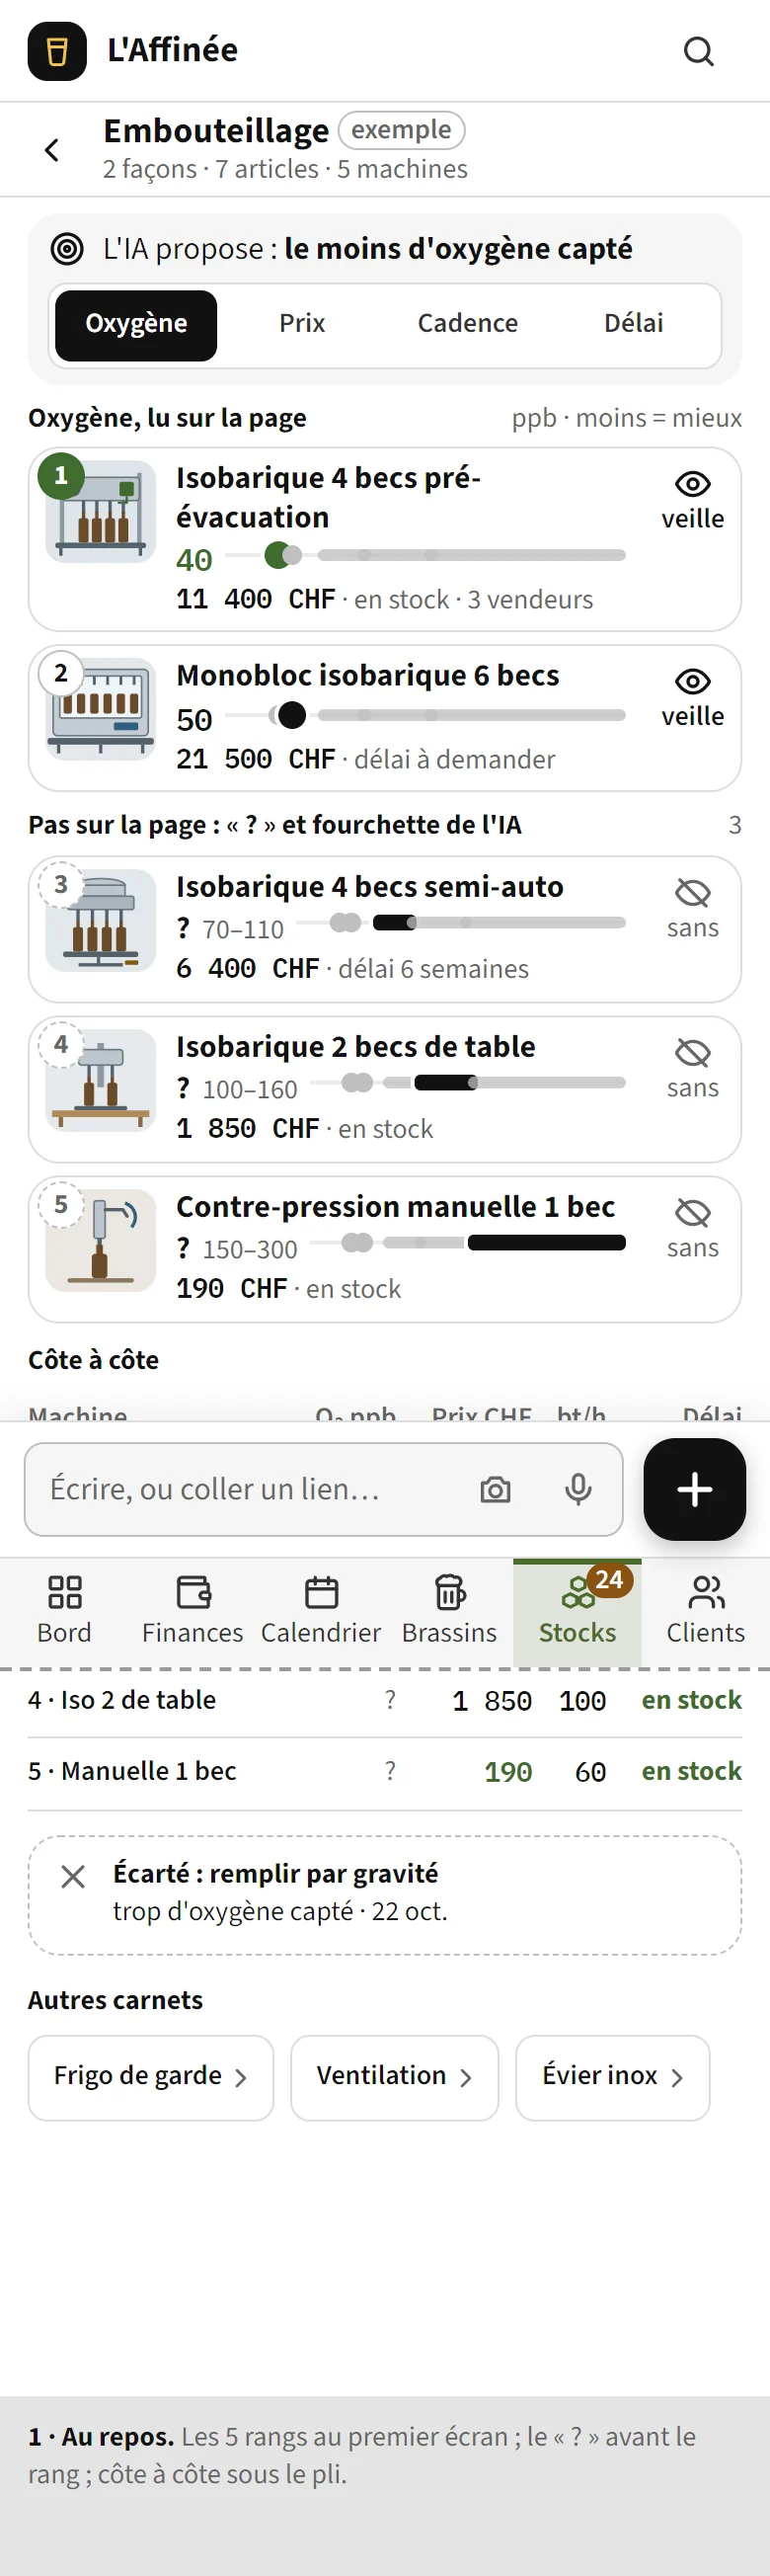 L'Affinée
Embouteillage exemple
2 façons · 7 articles · 5 machines
L'IA propose : le moins d'oxygène capté
Oxygène Prix Cadence Délai
Oxygène, lu sur la page ppb · moins = mieux
1 Isobarique 4 becs pré-
évacuation
veille
40
11 400 CHF · en stock · 3 vendeurs
2 Monobloc isobarique 6 becs
veille
50
21 500 CHF · délai à demander
Pas sur la page : « ? » et fourchette de l'IA 3
3 Isobarique 4 becs semi-auto
? 70–110 sans
6 400 CHF · délai 6 semaines
4 Isobarique 2 becs de table
? 100–160 sans
1 850 CHF · en stock
5 Contre-pression manuelle 1 bec
? 150–300 sans
190 CHF · en stock
Côte à côte
Machine O₂ ppb Prix CHF bt/h Délai
Écrire, ou coller un lien…
24
Bord Finances Calendrier Brassins Stocks Clients
4 · Iso 2 de table ? 1 850 100 en stock
5 · Manuelle 1 bec ? 190 60 en stock
Écarté : remplir par gravité
trop d'oxygène capté · 22 oct.
Autres carnets
Frigo de garde Ventilation Évier inox
1 · Au repos. Les 5 rangs au premier écran ; le « ? » avant le
rang ; côte à côte sous le pli.